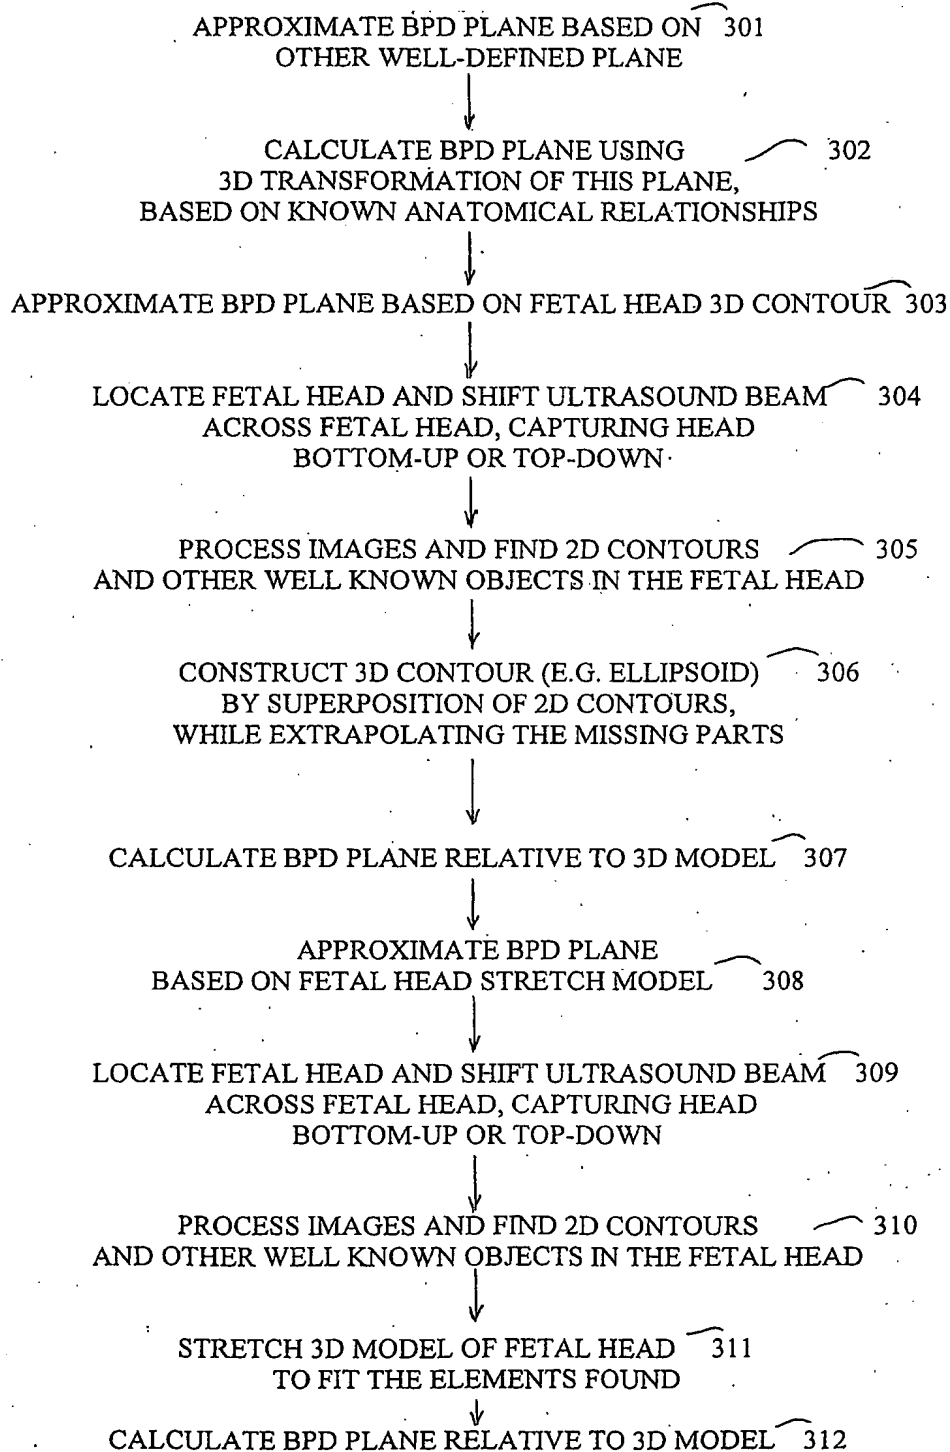 APPROXIMATE BPD PLANE BASED ON 301
OTHER WELL-DEFINED PLANE
CALCULATE BPD PLANE USING 302
3D TRANSFORMATION OF THIS PLANE,
BASED ON KNOWN ANATOMICAL RELATIONSHIPS
APPROXIMATE BPD PLANE BASED ON FETAL HEAD 3D CONTOUR 303
LOCATE FETAL HEAD AND SHIFT ULTRASOUND BEAM 304
ACROSS FETAL HEAD, CAPTURING HEAD
BOTTOM-UP OR TOP-DOWN
PROCESS IMAGES AND FIND 2D CONTOURS 305
AND OTHER WELL KNOWN OBJECTS IN THE FETAL HEAD
CONSTRUCT 3D CONTOUR (E.G. ELLIPSOID) 306
BY SUPERPOSITION OF 2D CONTOURS,
WHILE EXTRAPOLATING THE MISSING PARTS
CALCULATE BPD PLANE RELATIVE TO 3D MODEL 307
APPROXIMATE BPD PLANE
BASED ON FETAL HEAD STRETCH MODEL 308
LOCATE FETAL HEAD AND SHIFT ULTRASOUND BEAM 309
ACROSS FETAL HEAD, CAPTURING HEAD
BOTTOM-UP OR TOP-DOWN
PROCESS IMAGES AND FIND 2D CONTOURS 310
AND OTHER WELL KNOWN OBJECTS IN THE FETAL HEAD
STRETCH 3D MODEL OF FETAL HEAD 311
TO FIT THE ELEMENTS FOUND
CALCULATE BPD PLANE RELATIVE TO 3D MODEL 312